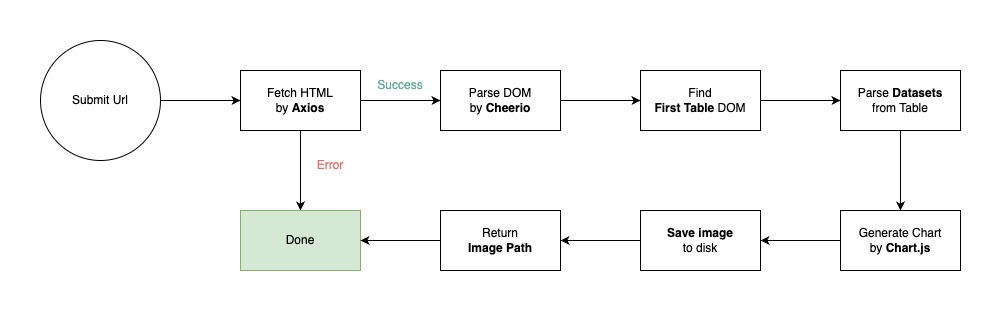 Submit Url
Fetch HTML
by Axios
Success
Parse DOM
by Cheerio
Find
First Table DOM
Parse Datasets
from Table
Error
Done
Return
Image Path
Save image
to disk
Generate Chart
by Chart.js